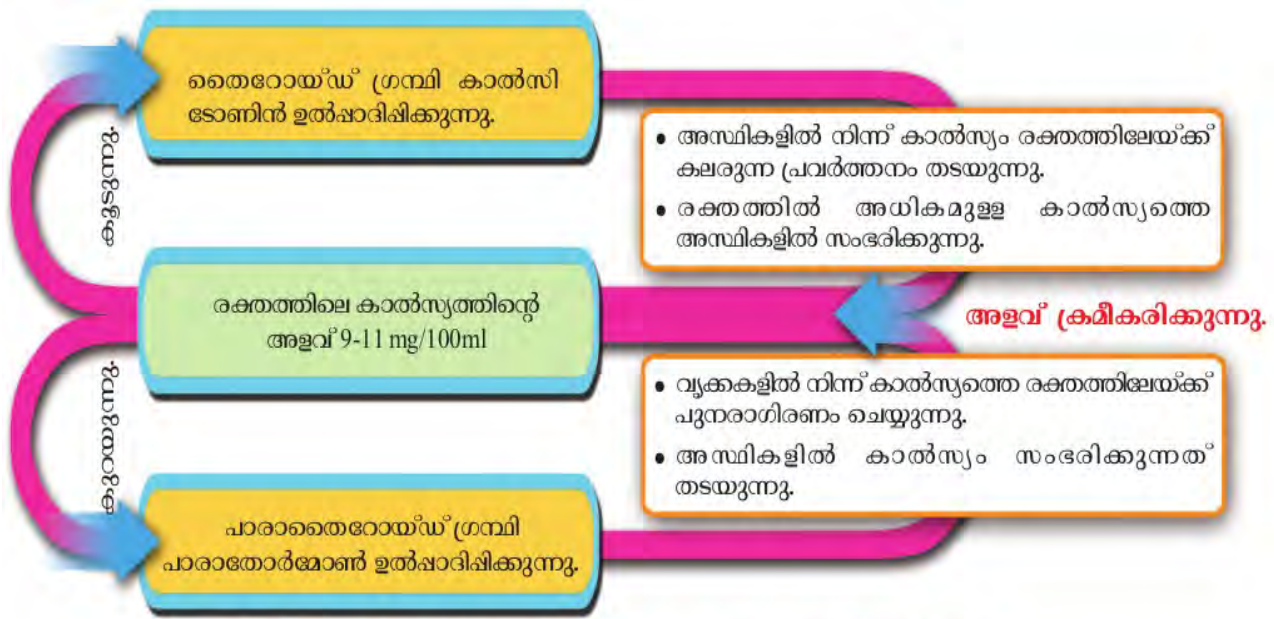 തൈറോയ്ഡ് ഗ്രന്ഥി കാൽസി
ടോണിൻ ഉൽപ്പാദിപ്പിക്കുന്നു.
കൂടുന്നു
• അസ്ഥികളിൽ നിന്ന് കാൽസ്യം രക്തത്തിലേയ്ക്ക്
കലരുന്ന പ്രവർത്തനം തടയുന്നു.
• രക്തത്തിൽ അധികമുള്ള കാൽസ്യത്തെ
അസ്ഥികളിൽ സംഭരിക്കുന്നു.
രക്തത്തിലെ കാൽസ്യത്തിന്റെ
അളവ് 9-11 mg/100ml
അളവ് ക്രമീകരിക്കുന്നു.
കുറയുന്നു
• വൃക്കകളിൽ നിന്ന് കാൽസ്യത്തെ രക്തത്തിലേയ്ക്ക്
പുനരാഗിരണം ചെയ്യുന്നു.
• അസ്ഥികളിൽ കാൽസ്യം സംഭരിക്കുന്നത്
തടയുന്നു.
പാരാതൈറോയ്ഡ് ഗ്രന്ഥി
പാരാതോർമോൺ ഉൽപ്പാദിപ്പിക്കുന്നു.